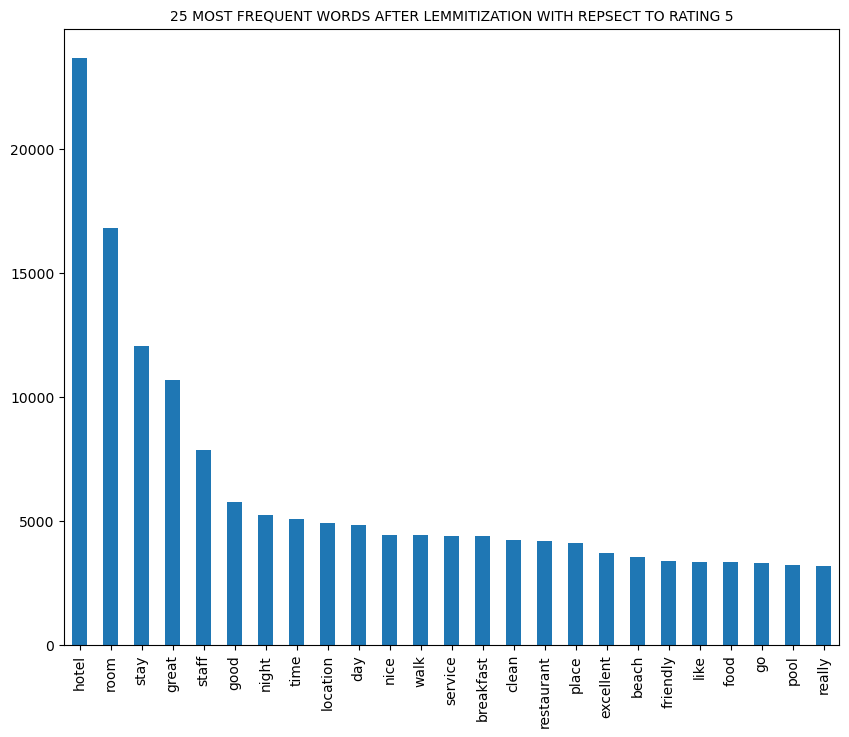 25 MOST FREQUENT WORDS AFTER LEMMITIZATION WITH REPSECT TO RATING 5
20000
15000
10000
5000
0
hotel
room
stay
great
staff
good
night
time
location
day
nice
walk
service
breakfast
clean
restaurant
place
excellent
beach
friendly
like
food
go
pool
really